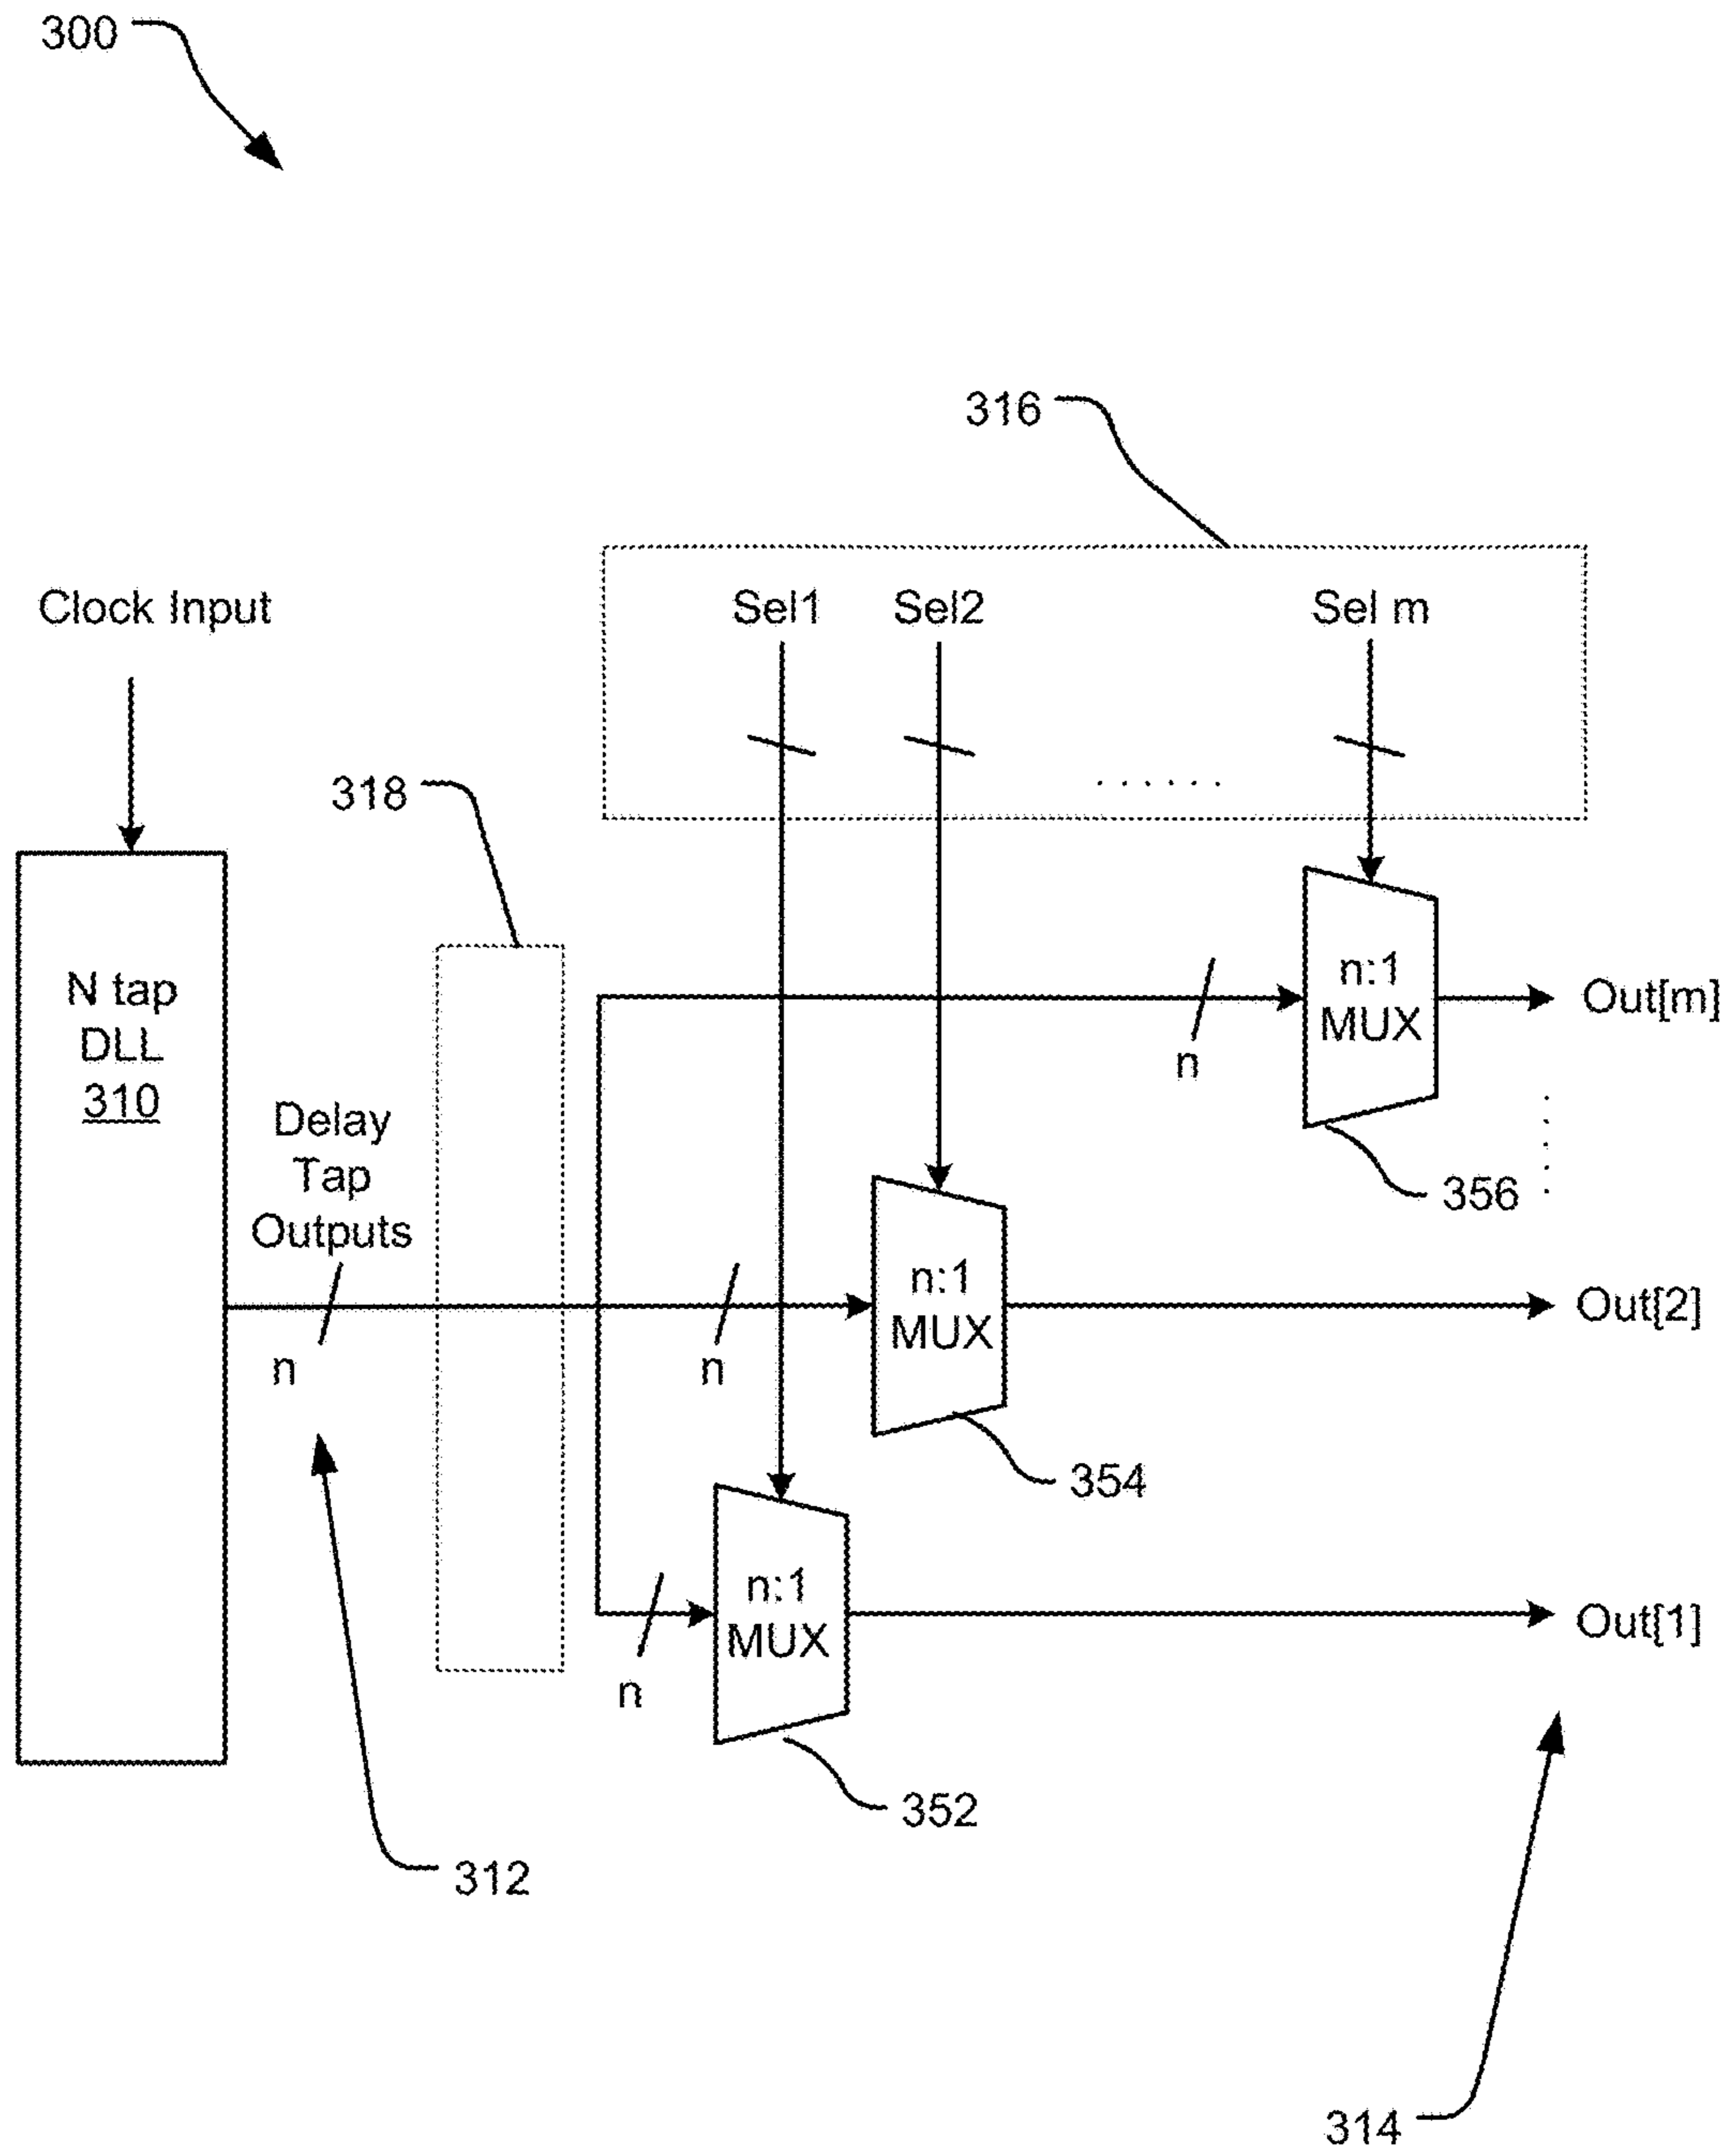 300
316
Clock Input
Sel1
Sel2
Sel m
......
318
N tap
DLL
310
n:1
MUX
Out[m]
n
Delay
Tap
Outputs
356
n:1
MUX
Out[2]
n
n
354
n:1
MUX
Out[1]
n
352
312
314